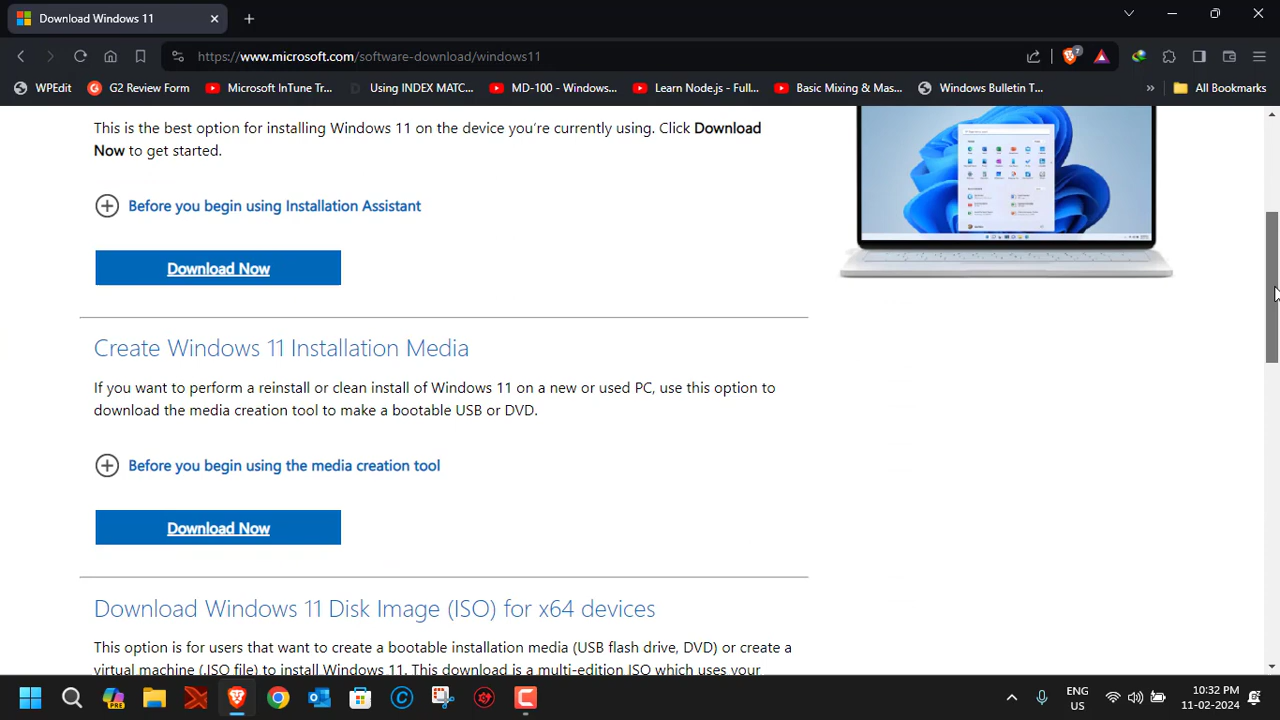 Download Windows 11
https://www.microsoft.com/software-download/windows11
WPEdit
G2 Review Form
Microsoft InTune Tr...
Using INDEX MATC...
MD-100 - Windows...
Learn Node.js - Full...
Basic Mixing & Mas...
Windows Bulletin T...
All Bookmarks
This is the best option for installing Windows 11 on the device you're currently using. Click Download
Now to get started.
Before you begin using Installation Assistant
Download Now
Create Windows 11 Installation Media
If you want to perform a reinstall or clean install of Windows 11 on a new or used PC, use this option to
download the media creation tool to make a bootable USB or DVD.
Before you begin using the media creation tool
Download Now
Download Windows 11 Disk Image (ISO) for x64 devices
This option is for users that want to create a bootable installation media (USB flash drive, DVD) or create a
virtual machine (.ISO file) to install Windows 11. This download is a multi-edition ISO which uses your
PRE
ENG
US
10:32 PM
11-02-2024